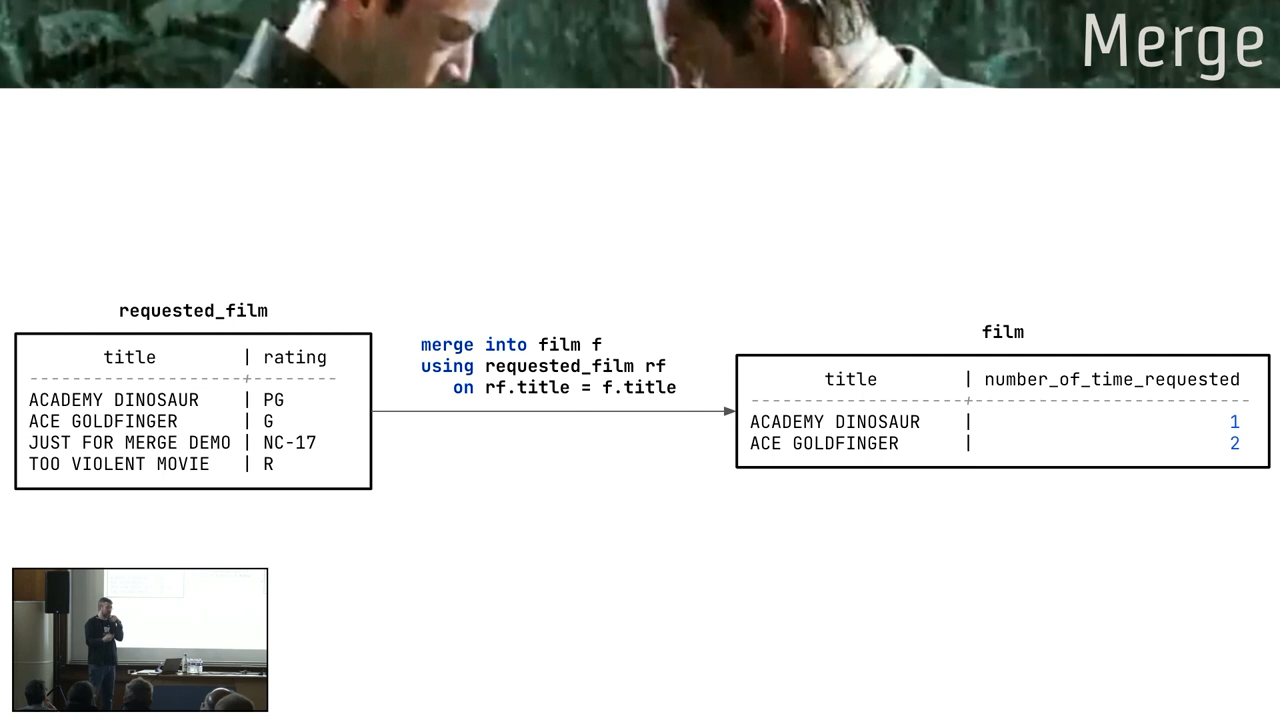 Merge
requested_film
title | rating
--------------------+--------
ACADEMY DINOSAUR | PG
ACE GOLDFINGER | G
JUST FOR MERGE DEMO | NC-17
TOO VIOLENT MOVIE | R
merge into film f
using requested_film rf
on rf.title = f.title
film
title | number_of_time_requested
--------------------+--------------------------
ACADEMY DINOSAUR | 1
ACE GOLDFINGER | 2